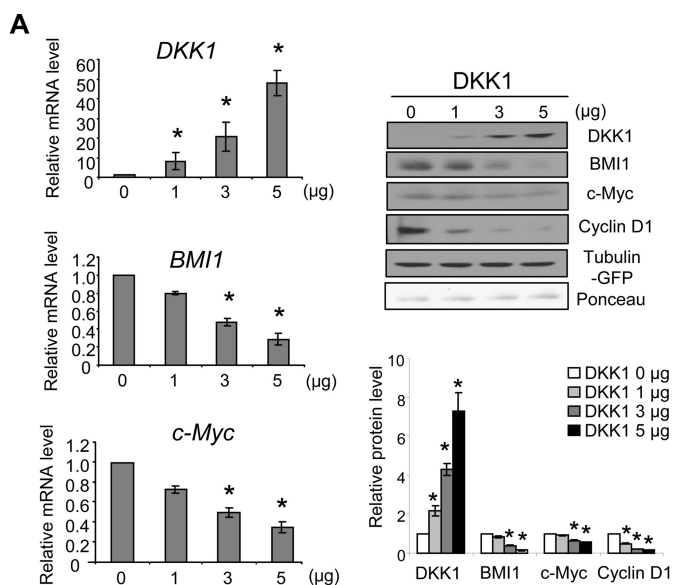 A
DKK1
Relative mRNA level
60
50
40
30
20
10
0
* * *
0 1 3 5 (µg)
BMI1
Relative mRNA level
1.2
1.0
0.8
0.6
0.4
0.2
0
* *
0 1 3 5 (µg)
c-Myc
Relative mRNA level
1.2
1.0
0.8
0.6
0.4
0.2
0
* *
0 1 3 5 (µg)
DKK1
0 1 3 5 (µg)
DKK1
BMI1
c-Myc
Cyclin D1
Tubulin
-GFP
Ponceau
Relative protein level
10
8
6
4
2
0
DKK1 0 µg
DKK1 1 µg
DKK1 3 µg
DKK1 5 µg
* * * * * * * * * *
DKK1 BMI1 c-Myc Cyclin D1